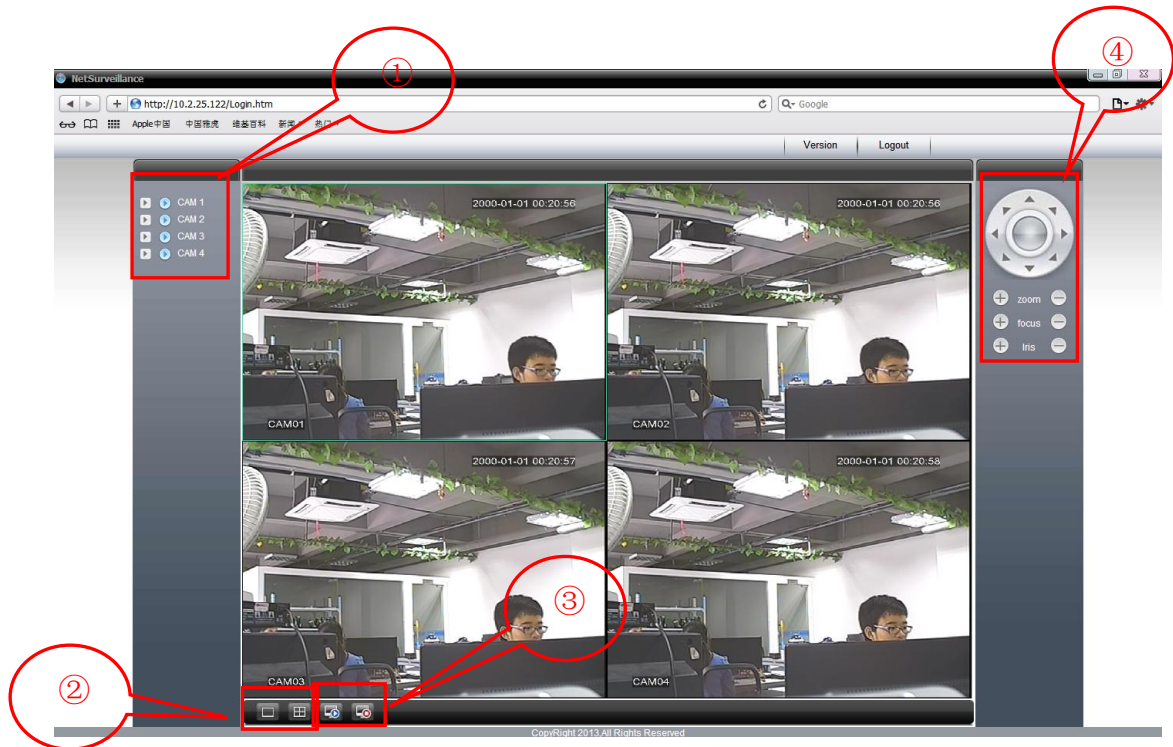 ①
④
NetSurveillance
http://10.2.25.122/Login.htm
Google
Apple中国 中国雅虎 维基百科 新闻 热门
Version Logout
CAM 1
CAM 2
CAM 3
CAM 4
2000-01-01 00:20:56
2000-01-01 00:20:56
zoom
focus
Iris
CAM01
CAM02
2000-01-01 00:20:57
2000-01-01 00:20:58
③
CAM03
CAM04
②
CopyRight 2013,All Rights Reserved